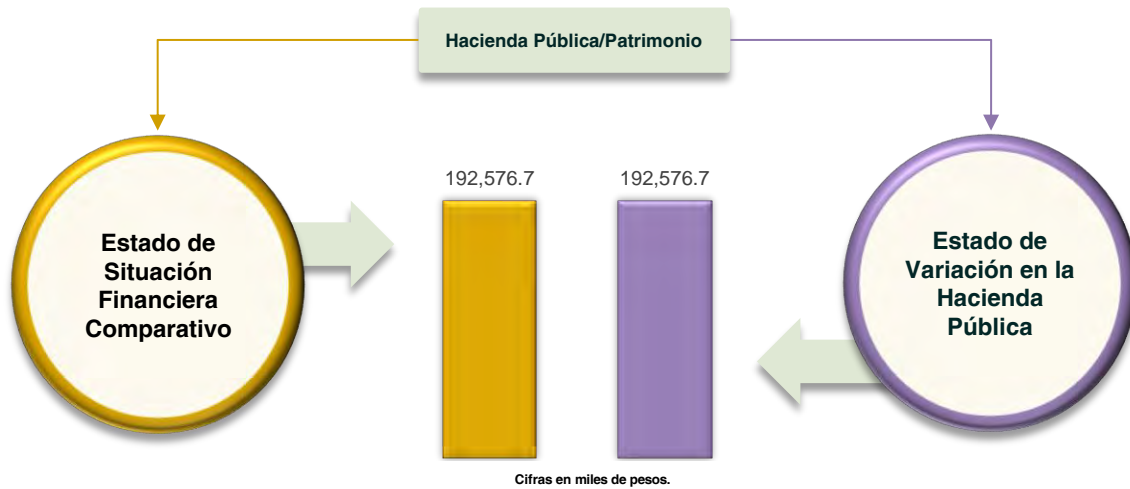 Hacienda Pública/Patrimonio
192,576.7
192,576.7
Estado de
Situación
Financiera
Comparativo
Estado de
Variación en la
Hacienda
Pública
Cifras en miles de pesos.